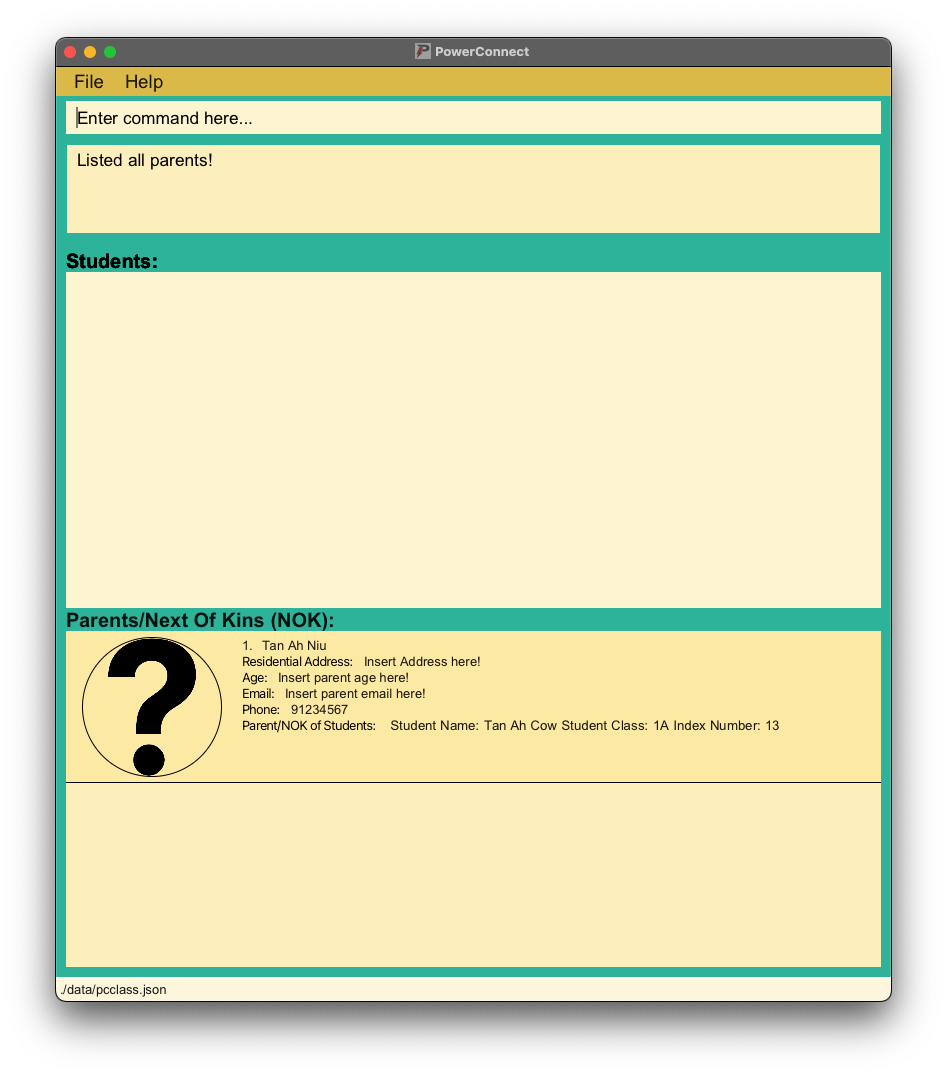 PowerConnect
File Help
Enter command here...
Listed all parents!
Students:
Parents/Next Of Kins (NOK):
1. Tan Ah Niu
Residential Address: Insert Address here!
Age: Insert parent age here!
Email: Insert parent email here!
Phone: 91234567
Parent/NOK of Students: Student Name: Tan Ah Cow Student Class: 1A Index Number: 13
./data/pcclass.json